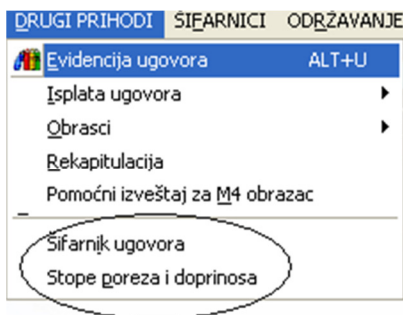 DRUGI PRIHODI ŠIFARNICI ODRŽAVANJE
Evidencija ugovora ALT+U
Isplata ugovora
Obrasci
Rekapitulacija
Pomoćni izveštaj za M4 obrazac
Šifarnik ugovora
Stope poreza i doprinosa